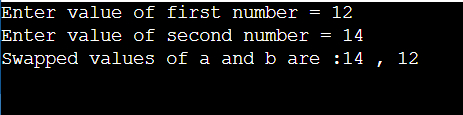 Enter value of first number = 12
Enter value of second number = 14
Swapped values of a and b are :14 , 12